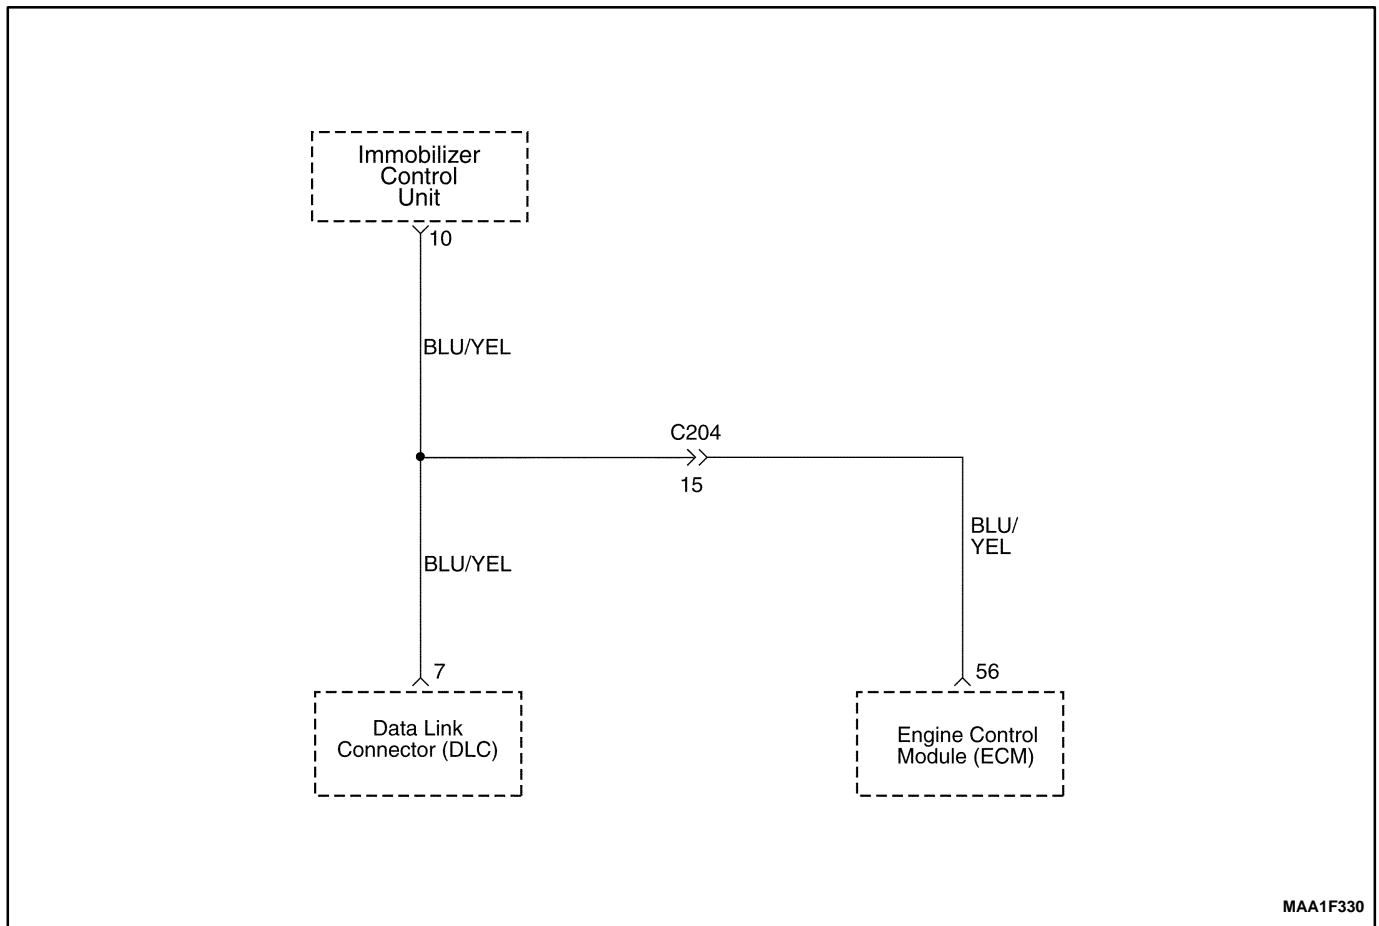 Immobilizer
Control
Unit
10
BLU/YEL
C204
15
BLU/
YEL
BLU/YEL
7
56
Data Link
Connector (DLC)
Engine Control
Module (ECM)
MAA1F330